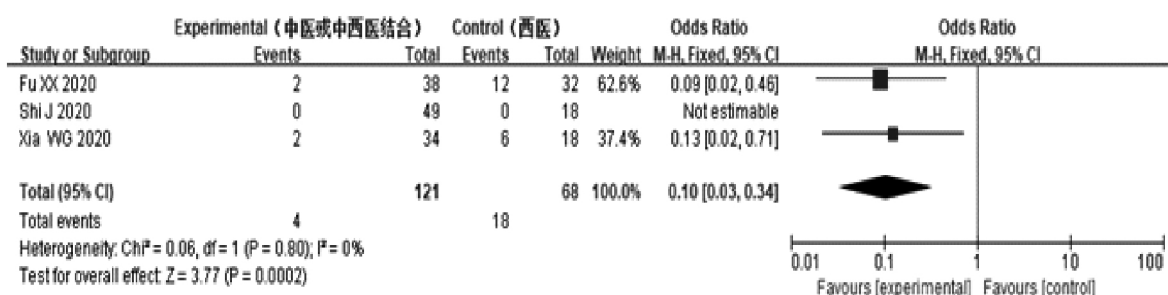 Experimental（中医或中西医结合） Control（西医） Odds Ratio Odds Ratio
Study or Subgroup Events Total Events Total Weight M-H, Fixed, 95% CI M-H, Fixed, 95% CI
Fu XX 2020 2 38 12 32 62.6% 0.09 [0.02, 0.46]
Shi J 2020 0 49 0 18 Not estimable
Xia WG 2020 2 34 6 18 37.4% 0.13 [0.02, 0.71]
Total (95% CI) 121 68 100.0% 0.10 [0.03, 0.34]
Total events 4 18
Heterogeneity: Chi² = 0.06, df = 1 (P = 0.80); I² = 0%
Test for overall effect: Z = 3.77 (P = 0.0002)
0.01 0.1 1 10 100
Favours [experimental] Favours [control]